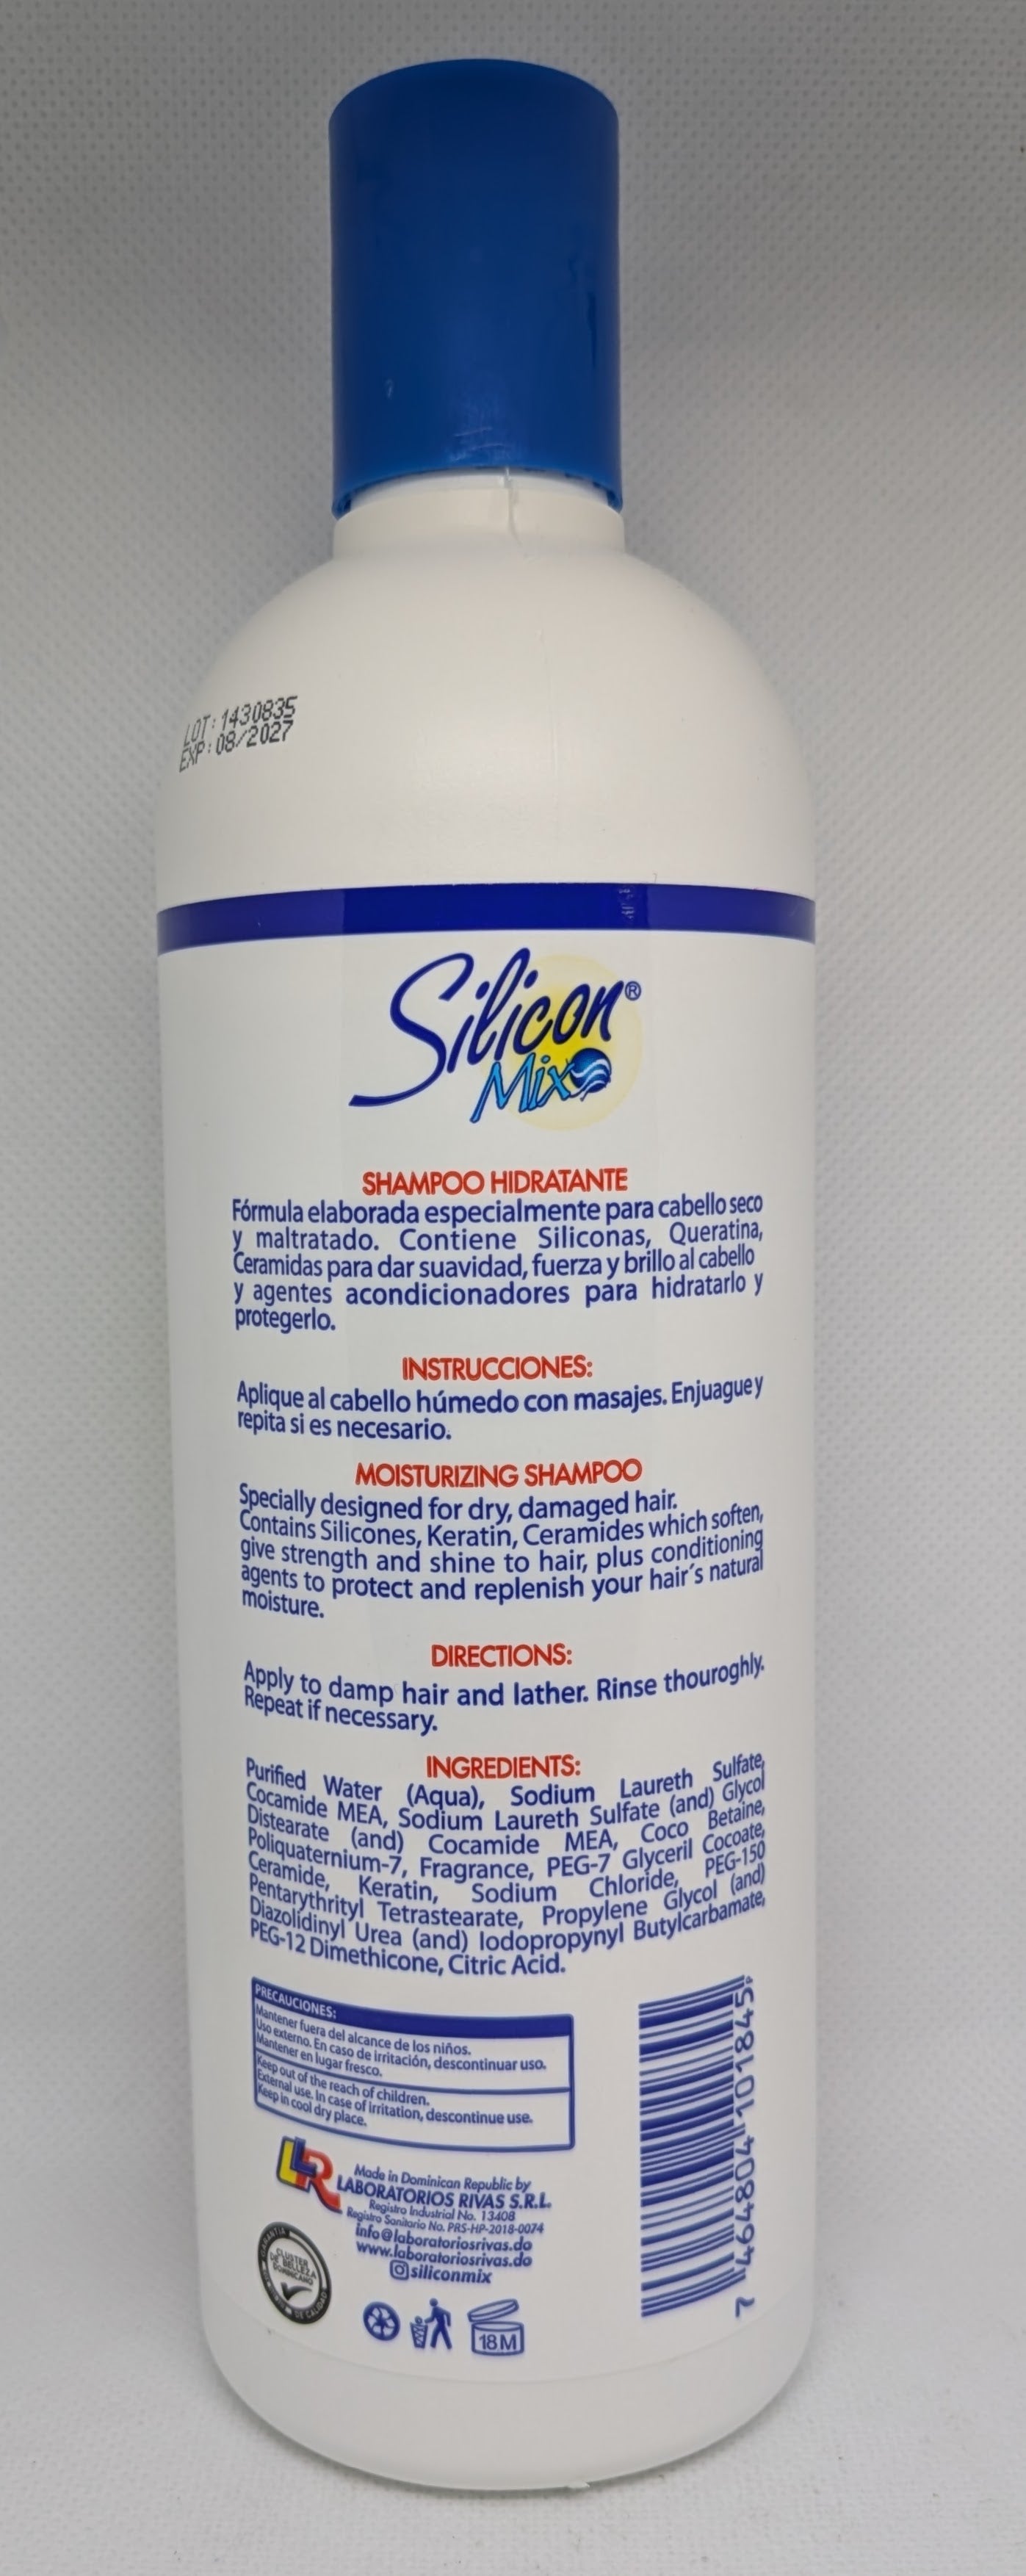 LOT: 1430835
EXP: 08/2027
Silicon®
Mix
SHAMPOO HIDRATANTE
Fórmula elaborada especialmente para cabello seco
y maltratado. Contiene Siliconas, Queratina,
Ceramidas para dar suavidad, fuerza y brillo al cabello
y agentes acondicionadores para hidratarlo y
protegerlo.
INSTRUCCIONES:
Aplique al cabello húmedo con masajes. Enjuague y
repita si es necesario.
MOISTURIZING SHAMPOO
Specially designed for dry, damaged hair.
Contains Silicones, Keratin, Ceramides which soften,
give strength and shine to hair, plus conditioning
agents to protect and replenish your hair´s natural
moisture.
DIRECTIONS:
Apply to damp hair and lather. Rinse thouroghly.
Repeat if necessary.
INGREDIENTS:
Purified Water (Aqua), Sodium Laureth Sulfate,
Cocamide MEA, Sodium Laureth Sulfate (and) Glycol
Distearate (and) Cocamide MEA, Coco Betaine,
Poliquaternium-7, Fragrance, PEG-7 Glyceril Cocoate,
Ceramide, Keratin, Sodium Chloride, PEG-150
Pentarythrityl Tetrastearate, Propylene Glycol (and)
Diazolidinyl Urea (and) Iodopropynyl Butylcarbamate,
PEG-12 Dimethicone, Citric Acid.
PRECAUCIONES:
Mantener fuera del alcance de los niños.
Uso externo. En caso de irritación, descontinuar uso.
Mantener en lugar fresco.
Keep out of the reach of children.
External use. In case of irritation, descontinue use.
Keep in cool dry place.
LR
Made in Dominican Republic by
LABORATORIOS RIVAS S.R.L.
Registro Industrial No. 13408
Registro Sanitario No. PRS-HP-2018-0074
info@laboratoriosrivas.do
www.laboratoriosrivas.do
siliconmix
GARANTIA
CLUSTER
DE BELLEZA
DOMINICANO
DE CALIDAD
18M
7 464804 101845